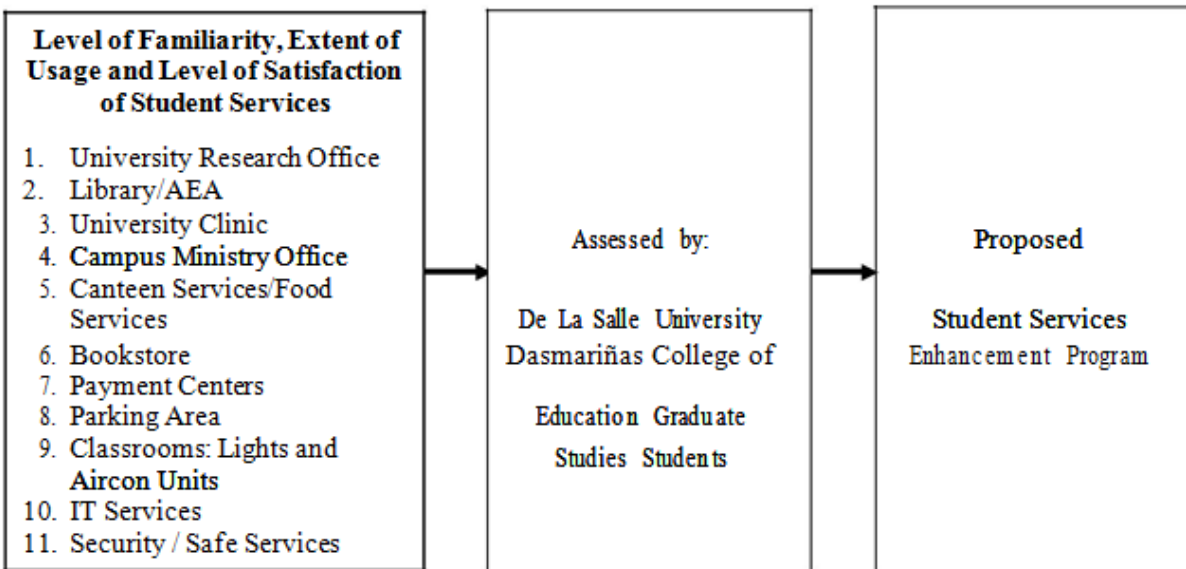 Level of Familiarity, Extent of
Usage and Level of Satisfaction
of Student Services
1. University Research Office
2. Library/AEA
3. University Clinic
4. Campus Ministry Office
5. Canteen Services/Food
Services
6. Bookstore
7. Payment Centers
8. Parking Area
9. Classrooms: Lights and
Aircon Units
10. IT Services
11. Security / Safe Services
Assessed by:
De La Salle University
Dasmariñas College of
Education Graduate
Studies Students
Proposed
Student Services
Enhancement Program